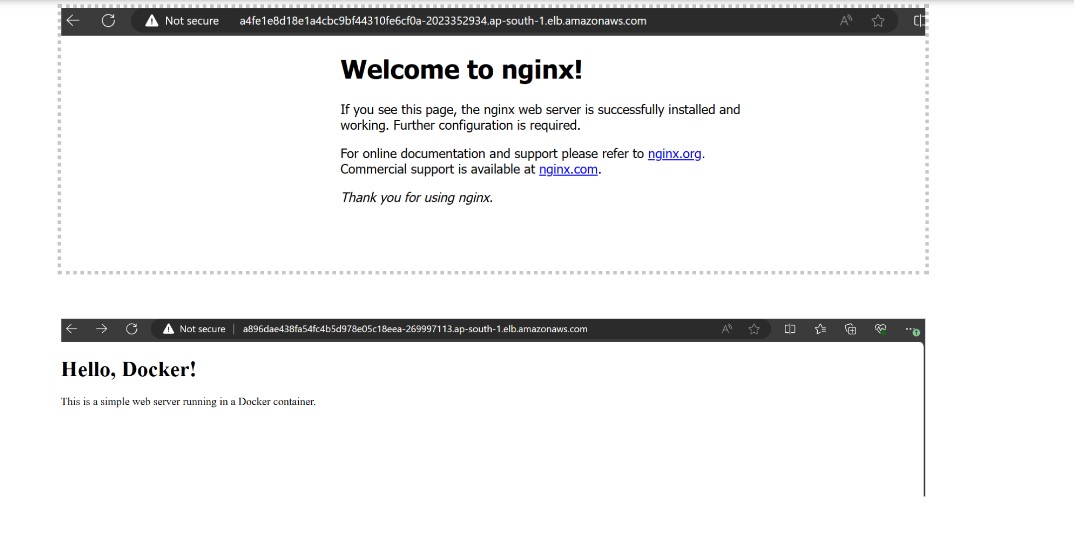 Not secure a4fe1e8d18e1a4cbc9bf44310fe6cf0a-2023352934.ap-south-1.elb.amazonaws.com
Welcome to nginx!
If you see this page, the nginx web server is successfully installed and
working. Further configuration is required.
For online documentation and support please refer to nginx.org.
Commercial support is available at nginx.com.
Thank you for using nginx.
Not secure a896dae438fa54fc4b5d978e05c18eea-269997113.ap-south-1.elb.amazonaws.com
Hello, Docker!
This is a simple web server running in a Docker container.